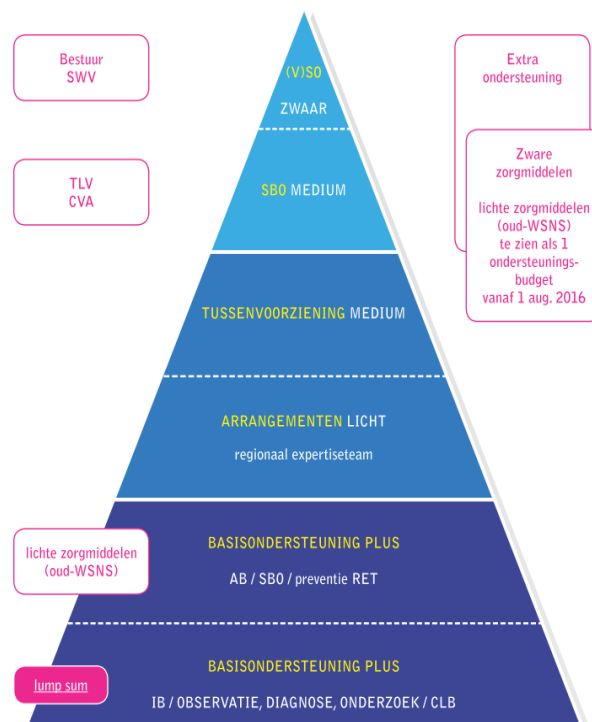 Bestuur
SWV
(V)SO
ZWAAR
Extra
ondersteuning
TLV
CVA
SBO MEDIUM
Zware
zorgmiddelen
lichte zorgmiddelen
(oud-WSNS)
te zien als 1
ondersteunings-
budget
vanaf 1 aug. 2016
TUSSENVOORZIENING MEDIUM
ARRANGEMENTEN LICHT
regionaal expertiseteam
lichte zorgmiddelen
(oud-WSNS)
BASISONDERSTEUNING PLUS
AB / SBO / preventie RET
lump sum
BASISONDERSTEUNING PLUS
IB / OBSERVATIE, DIAGNOSE, ONDERZOEK / CLB